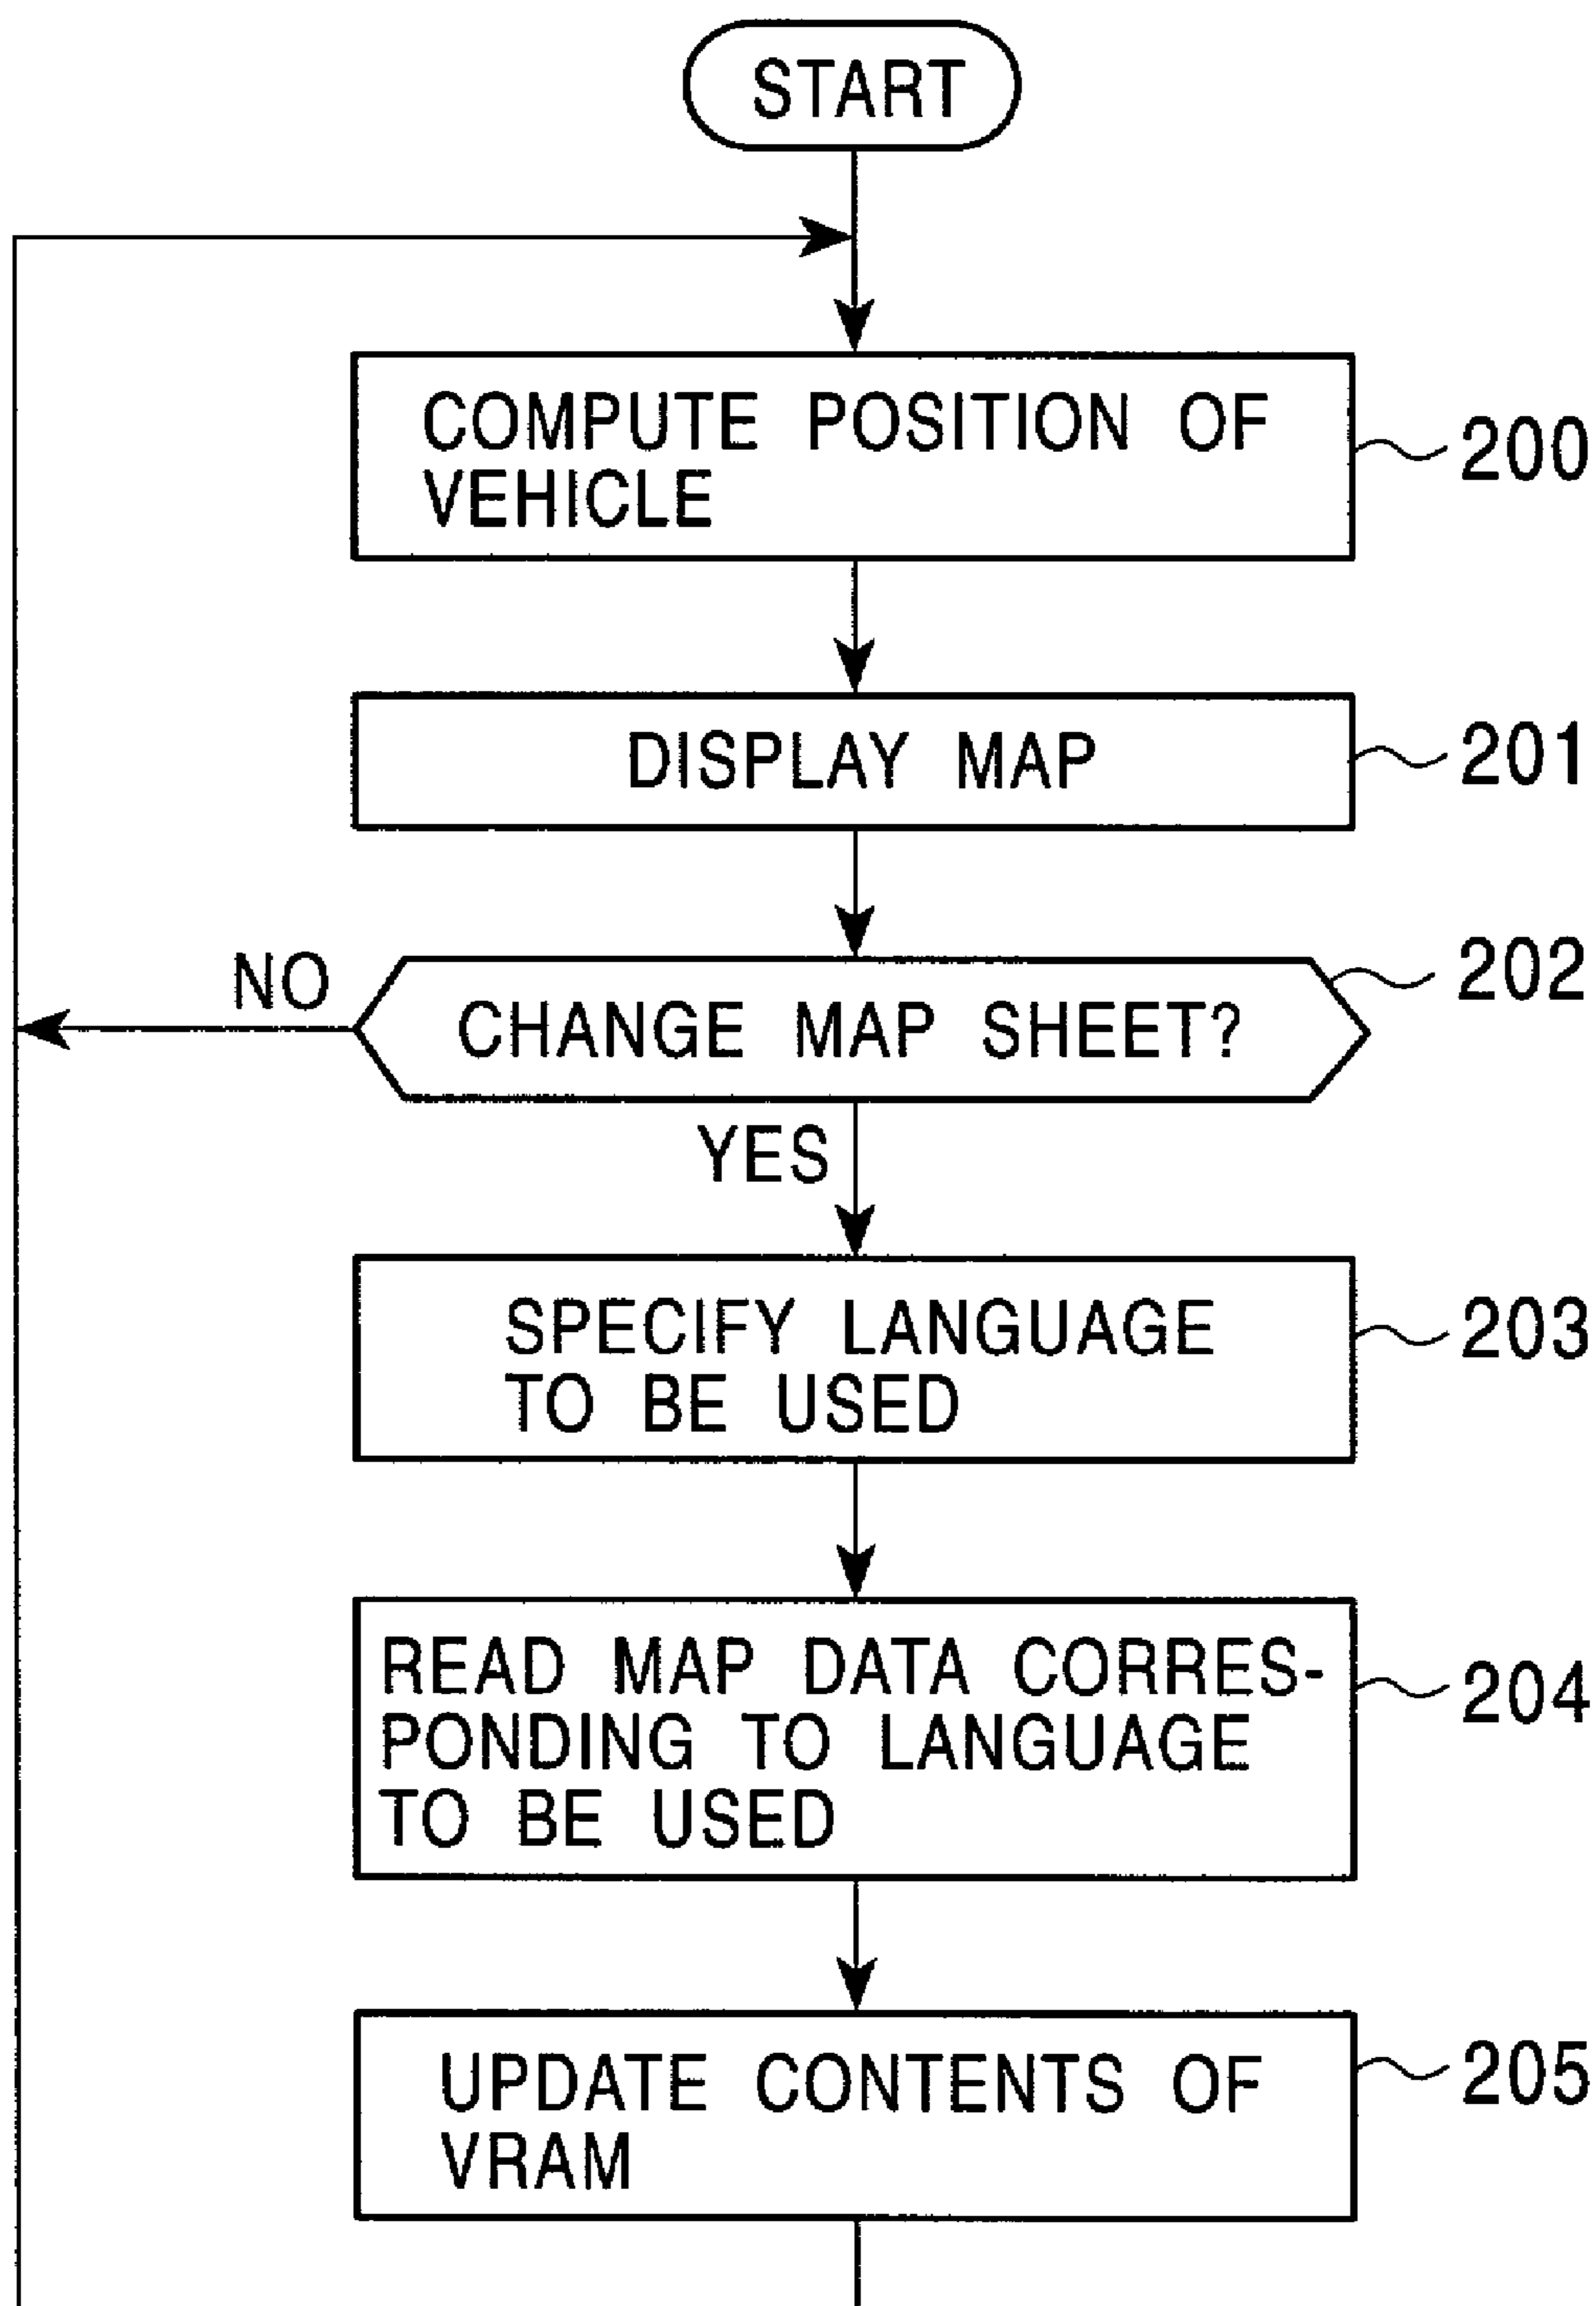 START
COMPUTE POSITION OF
VEHICLE
200
DISPLAY MAP
201
NO
CHANGE MAP SHEET?
202
YES
SPECIFY LANGUAGE
TO BE USED
203
READ MAP DATA CORRES-
PONDING TO LANGUAGE
TO BE USED
204
UPDATE CONTENTS OF
VRAM
205